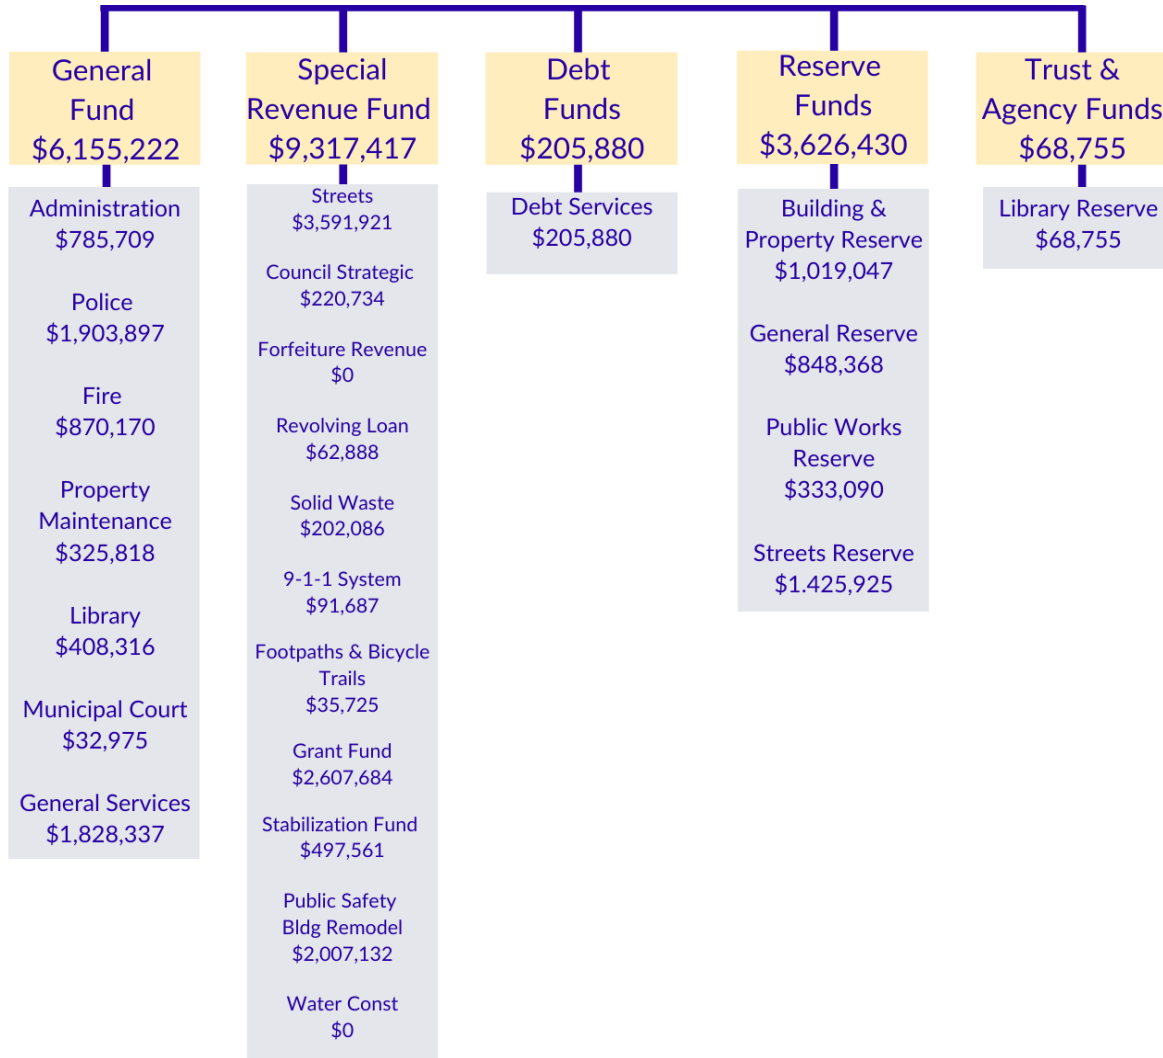 General
Fund
$6,155,222
Administration
$785,709
Police
$1,903,897
Fire
$870,170
Property
Maintenance
$325,818
Library
$408,316
Municipal Court
$32,975
General Services
$1,828,337
Special
Revenue Fund
$9,317,417
Streets
$3,591,921
Council Strategic
$220,734
Forfeiture Revenue
$0
Revolving Loan
$62,888
Solid Waste
$202,086
9-1-1 System
$91,687
Footpaths & Bicycle
Trails
$35,725
Grant Fund
$2,607,684
Stabilization Fund
$497,561
Public Safety
Bldg Remodel
$2,007,132
Water Const
$0
Debt
Funds
$205,880
Debt Services
$205,880
Reserve
Funds
$3,626,430
Building &
Property Reserve
$1,019,047
General Reserve
$848,368
Public Works
Reserve
$333,090
Streets Reserve
$1.425,925
Trust &
Agency Funds
$68,755
Library Reserve
$68,755